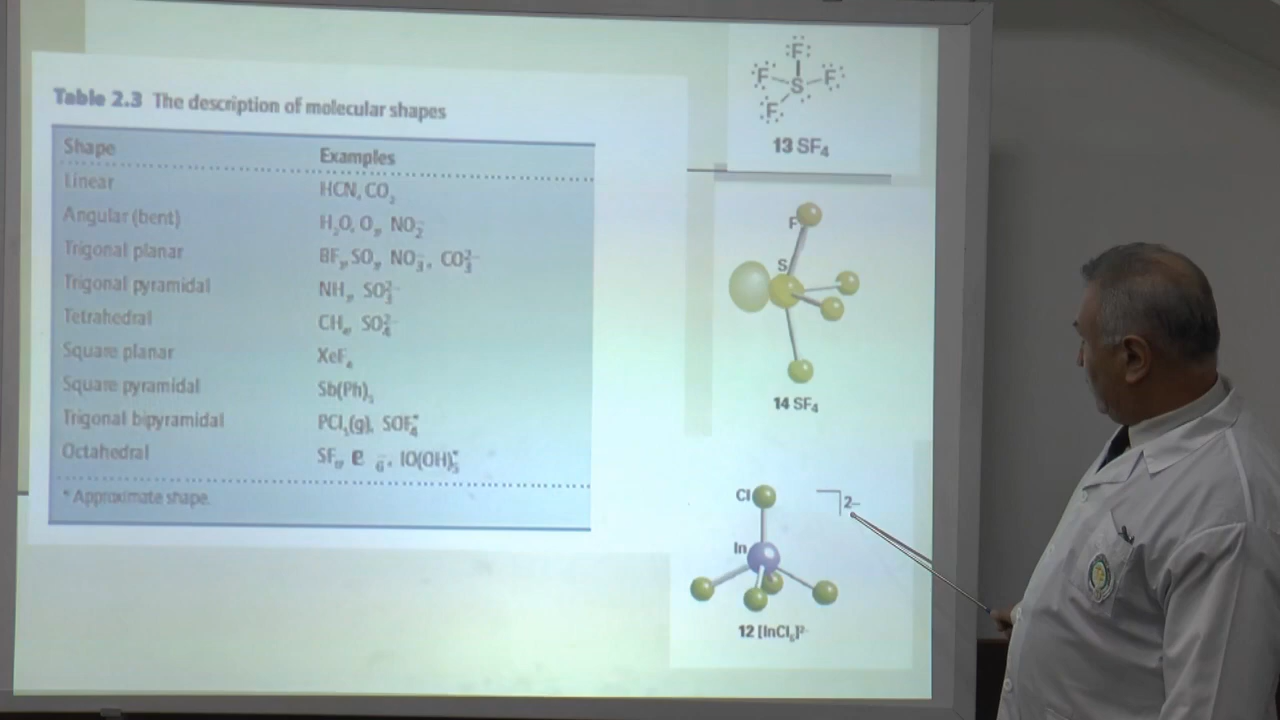 Table 2.3 The description of molecular shapes
Shape Examples
Linear HCN, CO₂
Angular (bent) H₂O, O₃, NO₂⁻
Trigonal planar BF₃, SO₃, NO₃⁻, CO₃²⁻
Trigonal pyramidal NH₃, SO₃²⁻
Tetrahedral CH₄, SO₄²⁻
Square planar XeF₄
Square pyramidal Sb(Ph)₅
Trigonal bipyramidal PCl₅(g), SOF₄*
Octahedral SF₆, ₆⁻, IO(OH)₅*
* Approximate shape.
F
F S F
F
13 SF₄
F
S
14 SF₄
Cl
2–
In
12 [InCl₅]²⁻